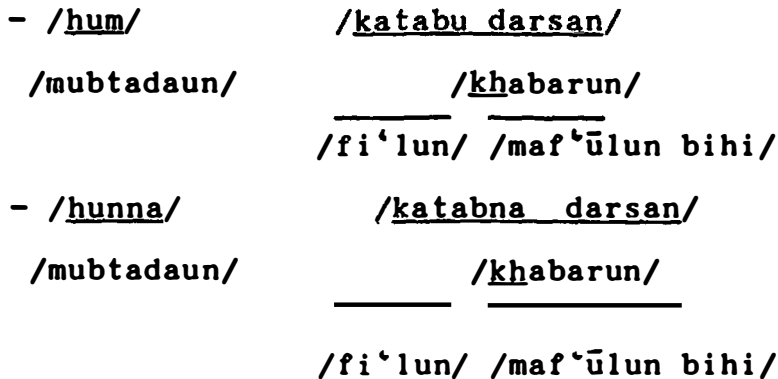 - /hum/ /katabu darsan/
/mubtadaun/ /khabarun/
/fi‘lun/ /maf‘ūlun bihi/
- /hunna/ /katabna darsan/
/mubtadaun/ /khabarun/
/fi‘lun/ /maf‘ūlun bihi/